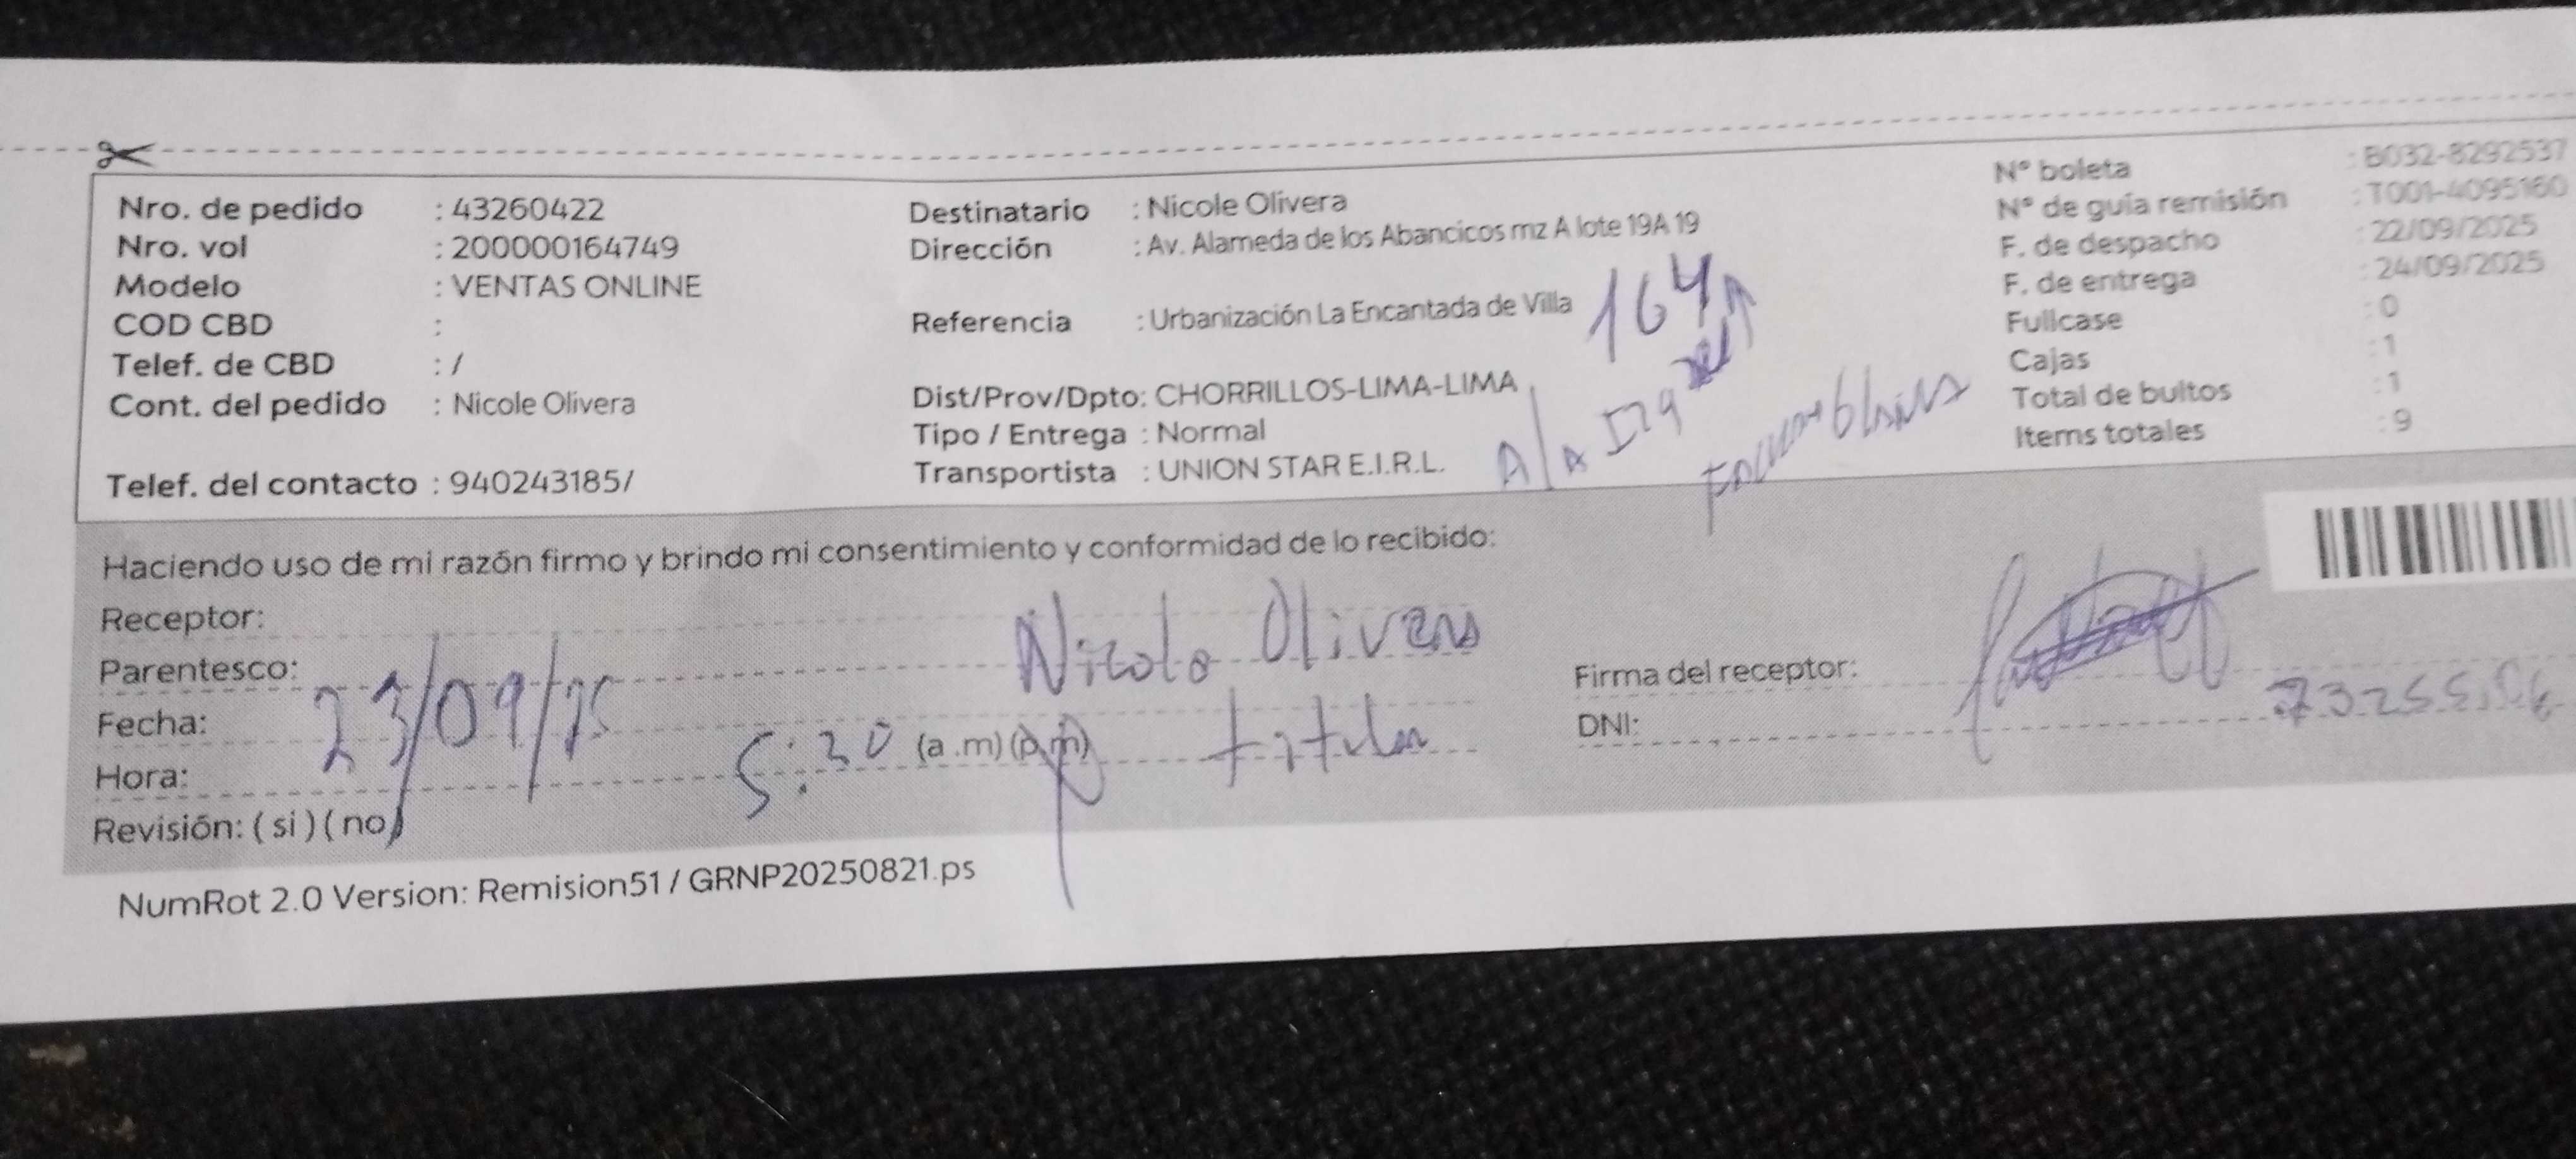 Nro. de pedido : 43260422
Nro. vol : 200000164749
Modelo : VENTAS ONLINE
COD CBD :
Telef. de CBD : /
Cont. del pedido : Nicole Olivera
Telef. del contacto : 940243185/
Destinatario : Nicole Olivera
Dirección : Av. Alameda de los Abancicos mz A lote 19A 19
Referencia : Urbanización La Encantada de Villa
164
Dist/Prov/Dpto: CHORRILLOS-LIMA-LIMA
Tipo / Entrega : Normal
Transportista : UNION STAR E.I.R.L.
A la Izq
N° boleta : B032-8292537
N° de guía remisión : T001-4095160
F. de despacho : 22/09/2025
F. de entrega : 24/09/2025
Fullcase : 0
Cajas : 1
Total de bultos : 1
Items totales : 9
Haciendo uso de mi razón firmo y brindo mi consentimiento y conformidad de lo recibido:
Receptor: Nicole Olivera
Parentesco: titular
Fecha: 23/09/25
Hora: 5:20 (a .m) (p.m)
Revisión: ( si ) ( no )
Firma del receptor:
DNI:
NumRot 2.0 Version: Remision51 / GRNP20250821.ps